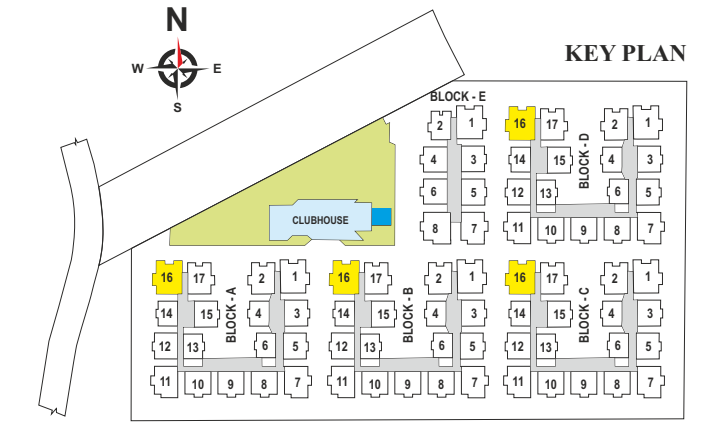 N
KEY PLAN
W E
S
BLOCK - E
2 1 16 17 2 1
4 3 14 15 BLOCK - D 4 3
6 5 12 13 6 5
8 7 11 10 9 8 7
CLUBHOUSE
16 17 2 1 16 17 2 1 16 17 2 1
14 15 BLOCK - A 4 3 14 15 BLOCK - B 4 3 14 15 BLOCK - C 4 3
12 13 6 5 12 13 6 5 12 13 6 5
11 10 9 8 7 11 10 9 8 7 11 10 9 8 7